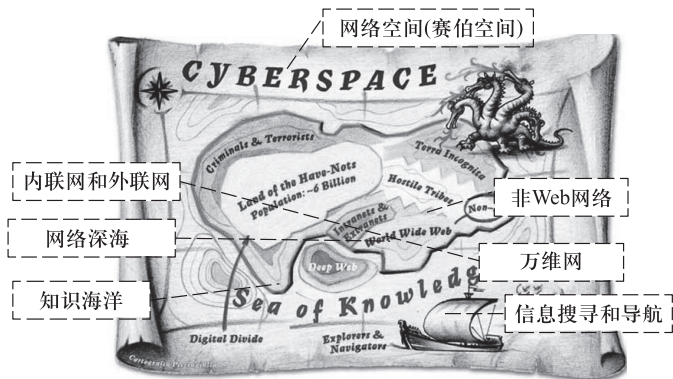 网络空间(赛伯空间)
CYBERSPACE
Criminals & Terrorists
Terra Incognita
Land of the Have-Nots
Population: ~6 Billion
Hostile Tribes
内联网和外联网
非Web网络
Non-
Intranets &
Extranets
World Wide Web
网络深海
万维网
Deep Web
知识海洋
Sea of Knowledg
信息搜寻和导航
Digital Divide
Explorers &
Navigators